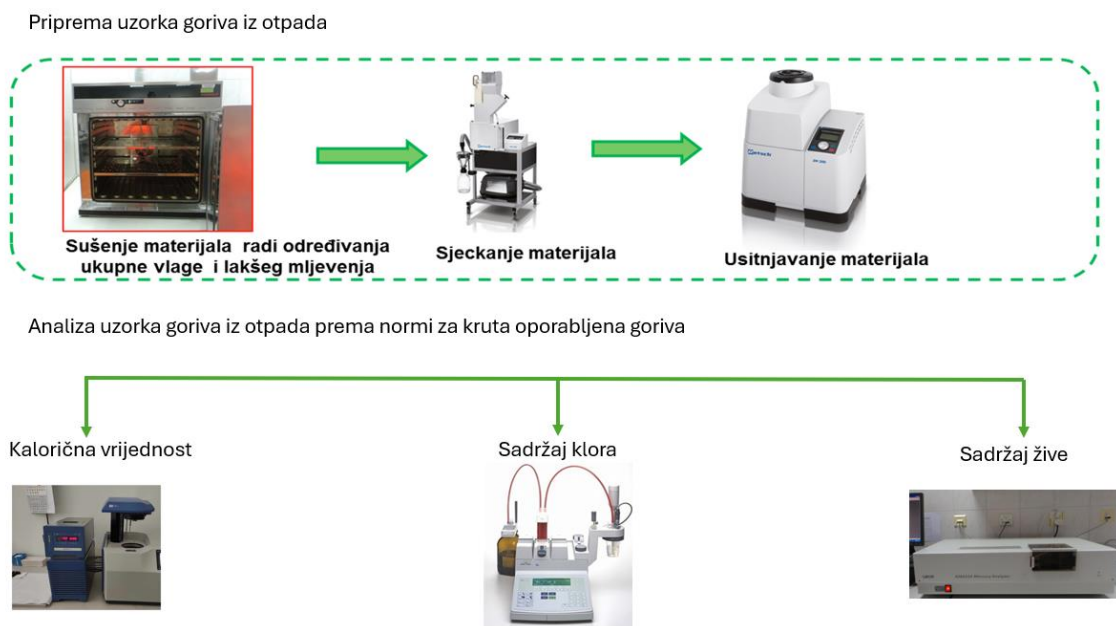 Priprema uzorka goriva iz otpada
Sušenje materijala radi određivanja
ukupne vlage i lakšeg mljevenja
Sjeckanje materijala
Usitnjavanje materijala
Analiza uzorka goriva iz otpada prema normi za kruta oporabljena goriva
Kalorična vrijednost
Sadržaj klora
Sadržaj žive